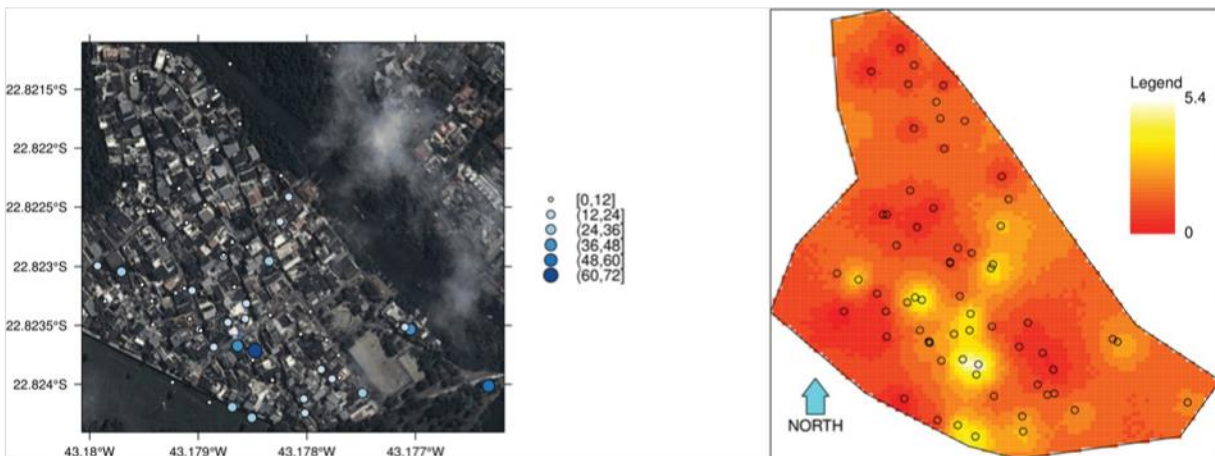 22.8215°S
22.822°S
22.8225°S
22.823°S
22.8235°S
22.824°S
43.18°W
43.179°W
43.178°W
43.177°W
[0,12]
(12,24]
(24,36]
(36,48]
(48,60]
(60,72]
Legend
5.4
0
NORTH